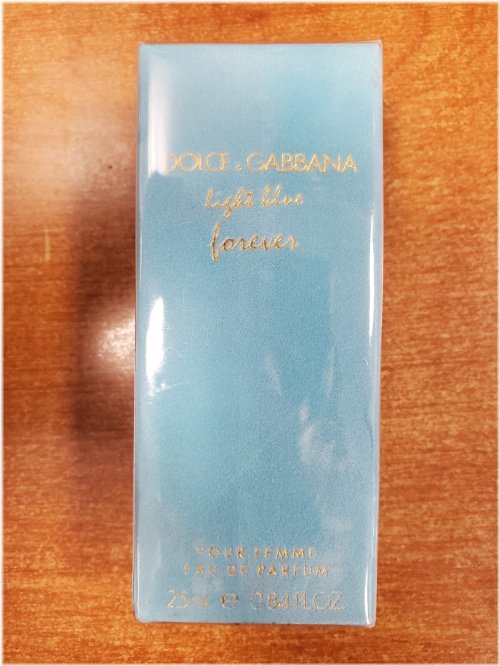 DOLCE & GABBANA
light blue
forever
POUR FEMME
EAU DE PARFUM
25ml ℮ 0.84 FL.OZ.